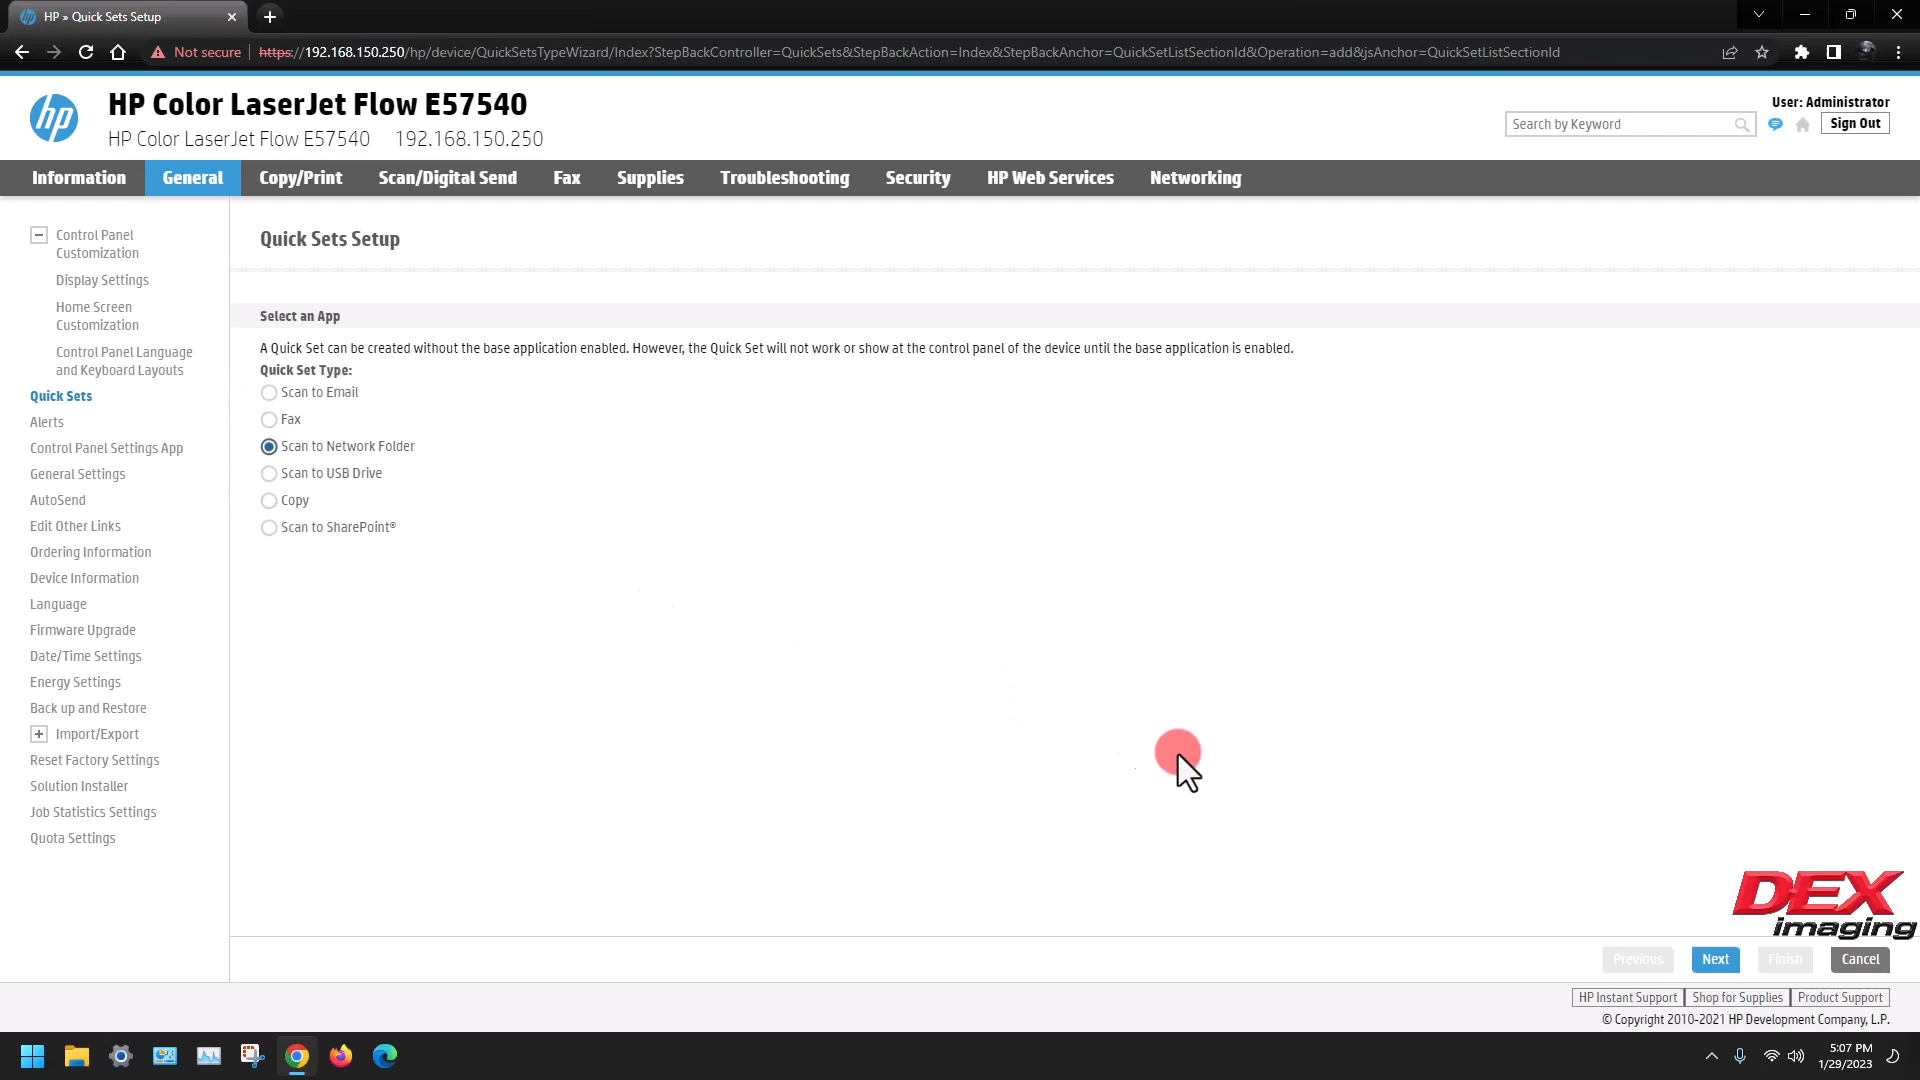 HP » Quick Sets Setup
Not secure
https://192.168.150.250/hp/device/QuickSetsTypeWizard/Index?StepBackController=QuickSets&StepBackAction=Index&StepBackAnchor=QuickSetListSectionId&Operation=add&jsAnchor=QuickSetListSectionId
hp
HP Color LaserJet Flow E57540
HP Color LaserJet Flow E57540 192.168.150.250
User: Administrator
Search by Keyword
Sign Out
Information General Copy/Print Scan/Digital Send Fax Supplies Troubleshooting Security HP Web Services Networking
Control Panel
Customization
Display Settings
Home Screen
Customization
Control Panel Language
and Keyboard Layouts
Quick Sets
Alerts
Control Panel Settings App
General Settings
AutoSend
Edit Other Links
Ordering Information
Device Information
Language
Firmware Upgrade
Date/Time Settings
Energy Settings
Back up and Restore
Import/Export
Reset Factory Settings
Solution Installer
Job Statistics Settings
Quota Settings
Quick Sets Setup
Select an App
A Quick Set can be created without the base application enabled. However, the Quick Set will not work or show at the control panel of the device until the base application is enabled.
Quick Set Type:
Scan to Email
Fax
Scan to Network Folder
Scan to USB Drive
Copy
Scan to SharePoint®
DEX
imaging
Previous Next Finish Cancel
HP Instant Support Shop for Supplies Product Support
© Copyright 2010-2021 HP Development Company, L.P.
5:07 PM
1/29/2023